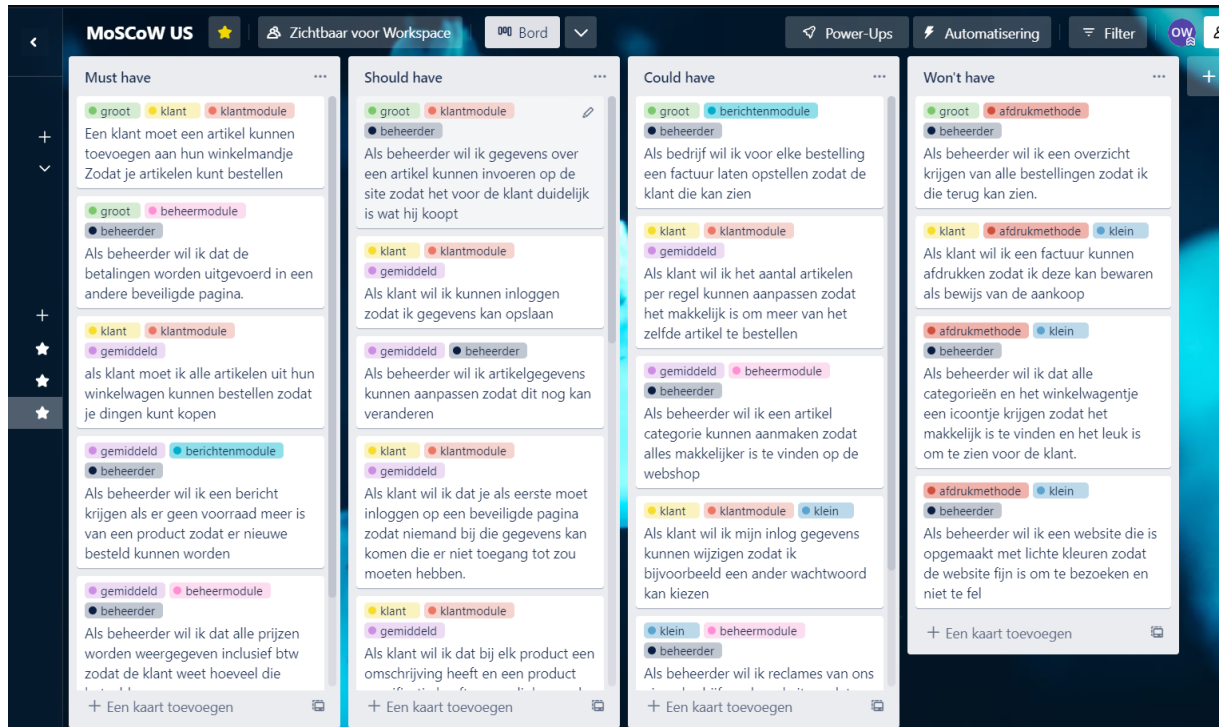 MoSCoW US
Zichtbaar voor Workspace
Bord
Power-Ups
Automatisering
Filter
OW
Must have
groot klant klantmodule
Een klant moet een artikel kunnen
toevoegen aan hun winkelmandje
Zodat je artikelen kunt bestellen
groot beheermodule
beheerder
Als beheerder wil ik dat de
betalingen worden uitgevoerd in een
andere beveiligde pagina.
klant klantmodule
gemiddeld
als klant moet ik alle artikelen uit hun
winkelwagen kunnen bestellen zodat
je dingen kunt kopen
gemiddeld berichtenmodule
beheerder
Als beheerder wil ik een bericht
krijgen als er geen voorraad meer is
van een product zodat er nieuwe
besteld kunnen worden
gemiddeld beheermodule
beheerder
Als beheerder wil ik dat alle prijzen
worden weergegeven inclusief btw
zodat de klant weet hoeveel die
+ Een kaart toevoegen
Should have
groot klantmodule
beheerder
Als beheerder wil ik gegevens over
een artikel kunnen invoeren op de
site zodat het voor de klant duidelijk
is wat hij koopt
klant klantmodule
gemiddeld
Als klant wil ik kunnen inloggen
zodat ik gegevens kan opslaan
gemiddeld beheerder
Als beheerder wil ik artikelgegevens
kunnen aanpassen zodat dit nog kan
veranderen
klant klantmodule
gemiddeld
Als klant wil ik dat je als eerste moet
inloggen op een beveiligde pagina
zodat niemand bij die gegevens kan
komen die er niet toegang tot zou
moeten hebben.
klant klantmodule
gemiddeld
Als klant wil ik dat bij elk product een
omschrijving heeft en een product
+ Een kaart toevoegen
Could have
groot berichtenmodule
beheerder
Als bedrijf wil ik voor elke bestelling
een factuur laten opstellen zodat de
klant die kan zien
klant klantmodule
gemiddeld
Als klant wil ik het aantal artikelen
per regel kunnen aanpassen zodat
het makkelijk is om meer van het
zelfde artikel te bestellen
gemiddeld beheermodule
beheerder
Als beheerder wil ik een artikel
categorie kunnen aanmaken zodat
alles makkelijker is te vinden op de
webshop
klant klantmodule klein
Als klant wil ik mijn inlog gegevens
kunnen wijzigen zodat ik
bijvoorbeeld een ander wachtwoord
kan kiezen
klein beheermodule
beheerder
Als beheerder wil ik reclames van ons
+ Een kaart toevoegen
Won't have
groot afdrukmethode
beheerder
Als beheerder wil ik een overzicht
krijgen van alle bestellingen zodat ik
die terug kan zien.
klant afdrukmethode klein
Als klant wil ik een factuur kunnen
afdrukken zodat ik deze kan bewaren
als bewijs van de aankoop
afdrukmethode klein
beheerder
Als beheerder wil ik dat alle
categorieën en het winkelwagentje
een icoontje krijgen zodat het
makkelijk is te vinden en het leuk is
om te zien voor de klant.
afdrukmethode klein
beheerder
Als beheerder wil ik een website die is
opgemaakt met lichte kleuren zodat
de website fijn is om te bezoeken en
niet te fel
+ Een kaart toevoegen